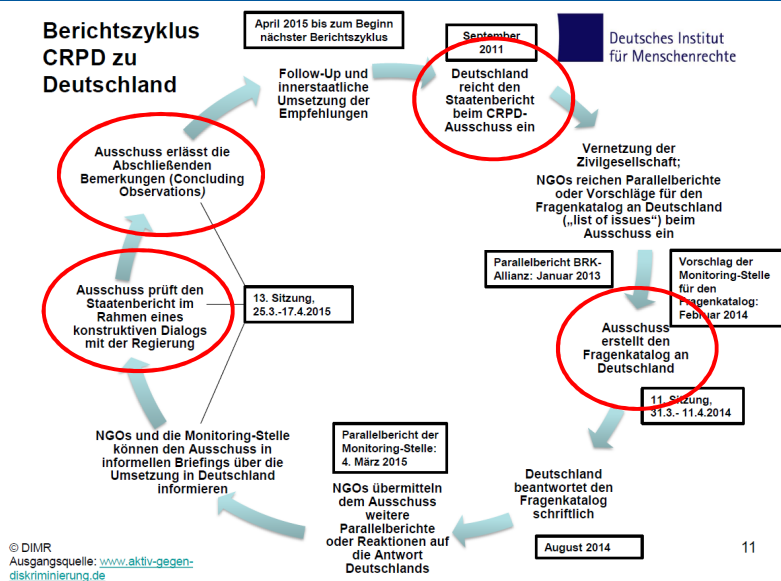 Berichtszyklus
CRPD zu
Deutschland
April 2015 bis zum Beginn
nächster Berichtszyklus
Deutsches Institut
für Menschenrechte
September
2011
Deutschland
reicht den
Staatenbericht
beim CRPD-
Ausschuss ein
Vernetzung der
Zivilgesellschaft;
NGOs reichen Parallelberichte
oder Vorschläge für den
Fragenkatalog an Deutschland
(„list of issues“) beim
Ausschuss ein
Parallelbericht BRK-
Allianz: Januar 2013
Vorschlag der
Monitoring-Stelle
für den
Fragenkatalog:
Februar 2014
Ausschuss
erstellt den
Fragenkatalog an
Deutschland
11. Sitzung,
31.3.- 11.4.2014
Deutschland
beantwortet den
Fragenkatalog
schriftlich
August 2014
Parallelbericht der
Monitoring-Stelle:
4. März 2015
NGOs übermitteln
dem Ausschuss
weitere
Parallelberichte
oder Reaktionen auf
die Antwort
Deutschlands
NGOs und die Monitoring-Stelle
können den Ausschuss in
informellen Briefings über die
Umsetzung in Deutschland
informieren
13. Sitzung,
25.3.-17.4.2015
Ausschuss prüft den
Staatenbericht im
Rahmen eines
konstruktiven Dialogs
mit der Regierung
Ausschuss erlässt die
Abschließenden
Bemerkungen (Concluding
Observations)
Follow-Up und
innerstaatliche
Umsetzung der
Empfehlungen
© DIMR
Ausgangsquelle: www.aktiv-gegen-
diskriminierung.de
11